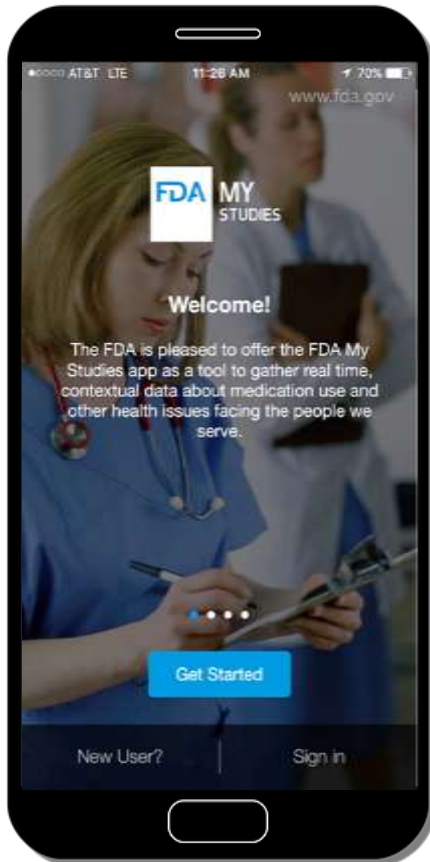 AT&T LTE 11:26 AM 70%
www.fda.gov
FDA MY
STUDIES
Welcome!
The FDA is pleased to offer the FDA My
Studies app as a tool to gather real time,
contextual data about medication use and
other health issues facing the people we
serve.
Get Started
New User? Sign in